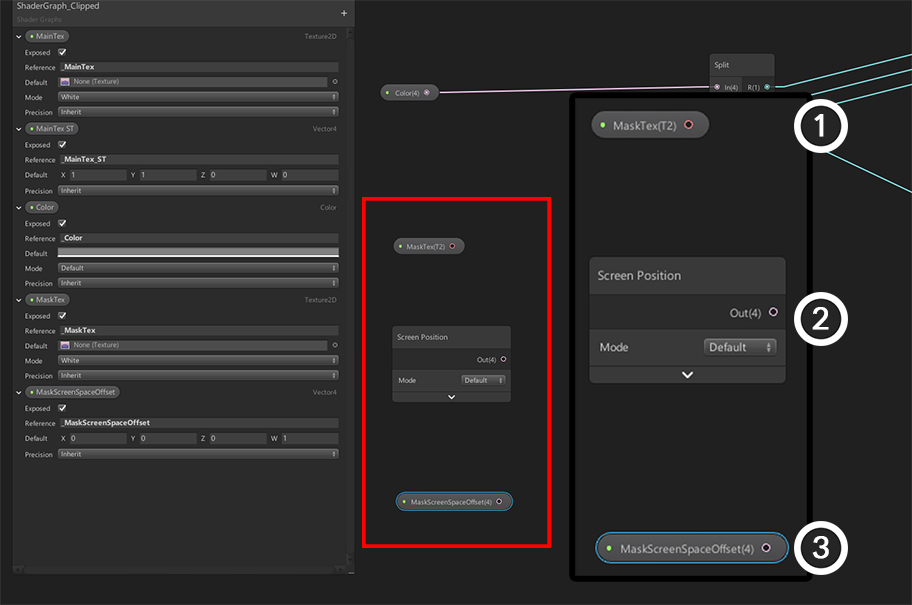 ShaderGraph_Clipped
Shader Graphs
+
MainTex Texture2D
Exposed
Reference _MainTex
Default None (Texture)
Mode White
Precision Inherit
MainTex ST Vector4
Exposed
Reference _MainTex_ST
Default X 1 Y 1 Z 0 W 0
Precision Inherit
Color Color
Exposed
Reference _Color
Default
Mode Default
Precision Inherit
MaskTex Texture2D
Exposed
Reference _MaskTex
Default None (Texture)
Mode White
Precision Inherit
MaskScreenSpaceOffset Vector4
Exposed
Reference _MaskScreenSpaceOffset
Default X 0 Y 0 Z 0 W 1
Precision Inherit
Color(4)
Split
In(4) R(1)
MaskTex(T2)
Screen Position
Out(4)
Mode Default
MaskScreenSpaceOffset(4)
MaskTex(T2)
1
Screen Position
Out(4)
2
Mode Default
MaskScreenSpaceOffset(4)
3